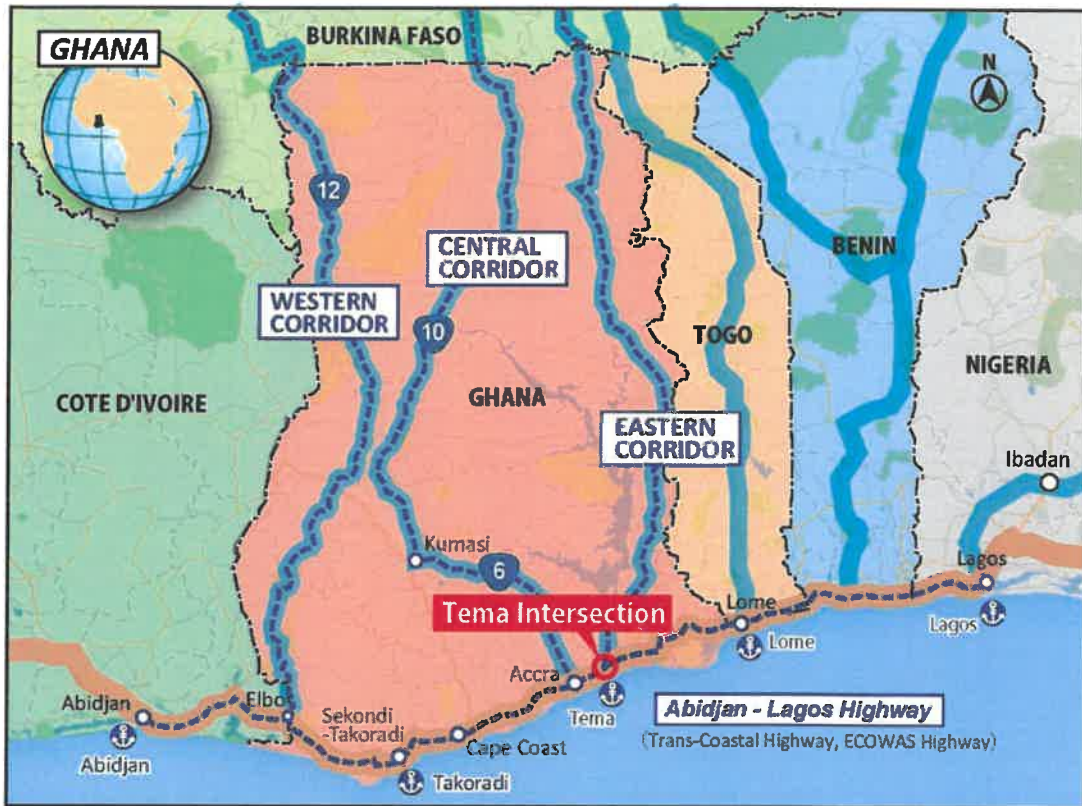 GHANA
BURKINA FASO
N
12
CENTRAL
CORRIDOR
WESTERN
CORRIDOR
10
BENIN
TOGO
NIGERIA
COTE D'IVOIRE
GHANA
EASTERN
CORRIDOR
Ibadan
Kumasi
6
Lagos
Tema Intersection
Lome
Lome
Lagos
Accra
Tema
Abidjan
Elbo
Sekondi
-Takoradi
Abidjan - Lagos Highway
(Trans-Coastal Highway, ECOWAS Highway)
Cape Coast
Abidjan
Takoradi